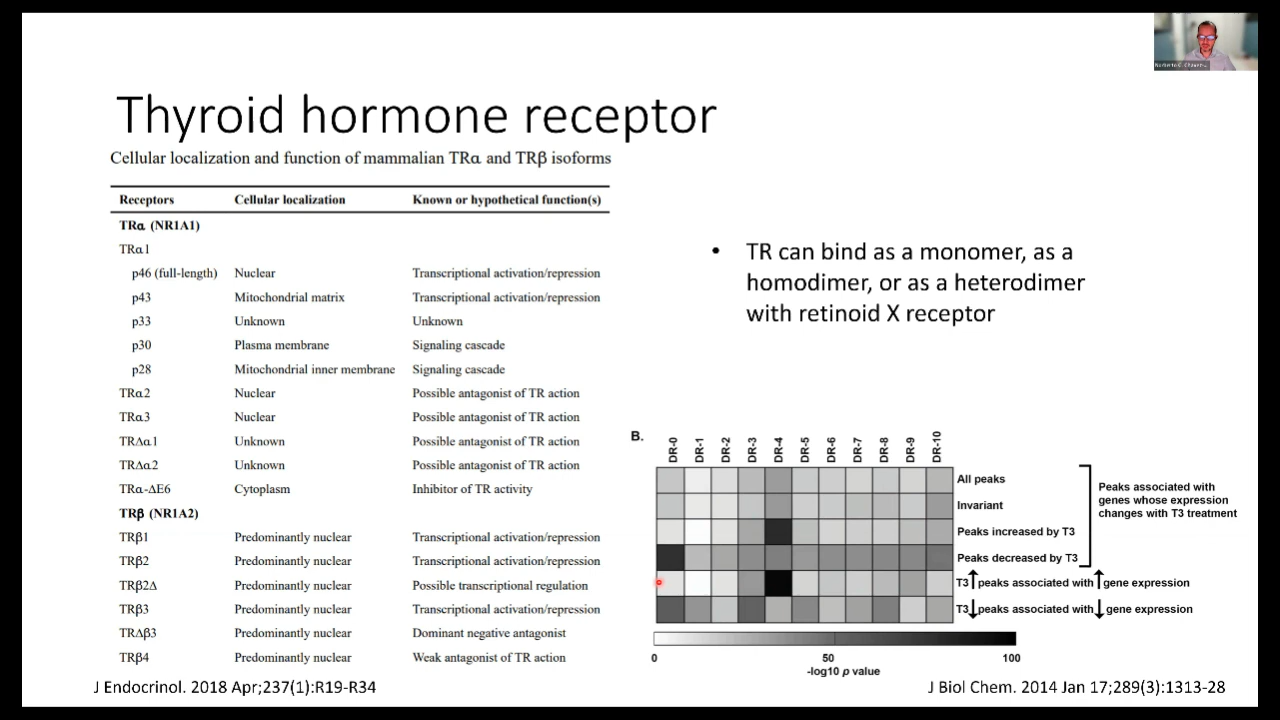 Thyroid hormone receptor
Cellular localization and function of mammalian TRα and TRβ isoforms
Receptors Cellular localization Known or hypothetical function(s)
TRα (NR1A1)
TRα1
p46 (full-length) Nuclear Transcriptional activation/repression
p43 Mitochondrial matrix Transcriptional activation/repression
p33 Unknown Unknown
p30 Plasma membrane Signaling cascade
p28 Mitochondrial inner membrane Signaling cascade
TRα2 Nuclear Possible antagonist of TR action
TRα3 Nuclear Possible antagonist of TR action
TRΔα1 Unknown Possible antagonist of TR action
TRΔα2 Unknown Possible antagonist of TR action
TRα-ΔE6 Cytoplasm Inhibitor of TR activity
TRβ (NR1A2)
TRβ1 Predominantly nuclear Transcriptional activation/repression
TRβ2 Predominantly nuclear Transcriptional activation/repression
TRβ2Δ Predominantly nuclear Possible transcriptional regulation
TRβ3 Predominantly nuclear Transcriptional activation/repression
TRΔβ3 Predominantly nuclear Dominant negative antagonist
TRβ4 Predominantly nuclear Weak antagonist of TR action
J Endocrinol. 2018 Apr;237(1):R19-R34
• TR can bind as a monomer, as a
homodimer, or as a heterodimer
with retinoid X receptor
B.
DR-0 DR-1 DR-2 DR-3 DR-4 DR-5 DR-6 DR-7 DR-8 DR-9 DR-10
All peaks
Invariant
Peaks increased by T3
Peaks decreased by T3
Peaks associated with
genes whose expression
changes with T3 treatment
T3↑peaks associated with↑gene expression
T3↓peaks associated with↓gene expression
0 50 100
-log10 p value
J Biol Chem. 2014 Jan 17;289(3):1313-28